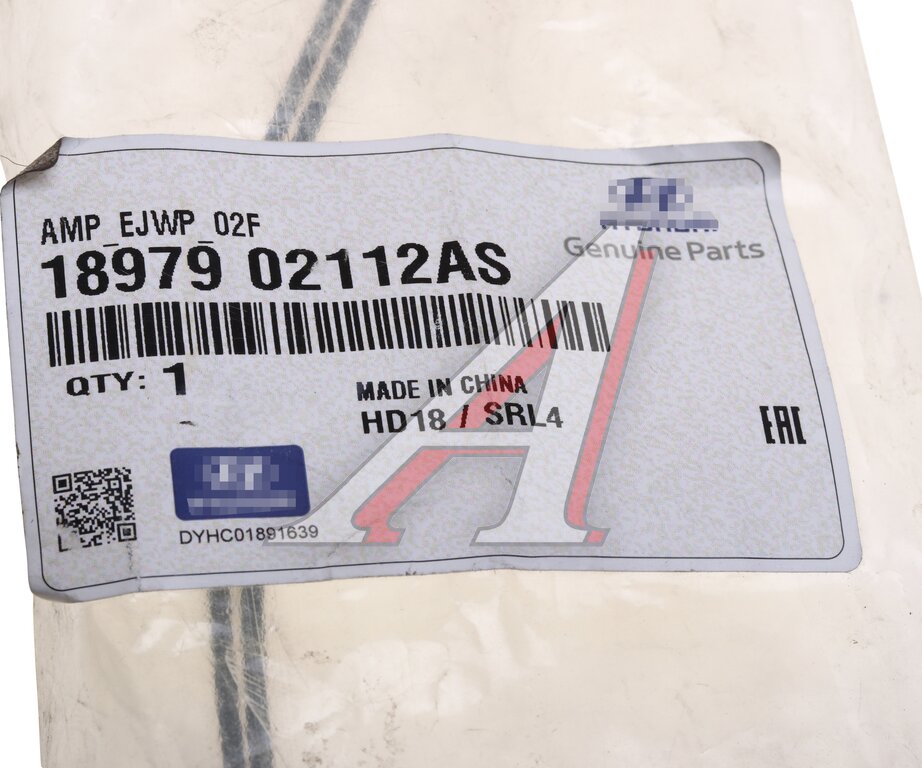 AMP_EJWP_02F
18979 02112AS
Genuine Parts
QTY: 1
MADE IN CHINA
HD18 / SRL4
EAC
DYHC01891639